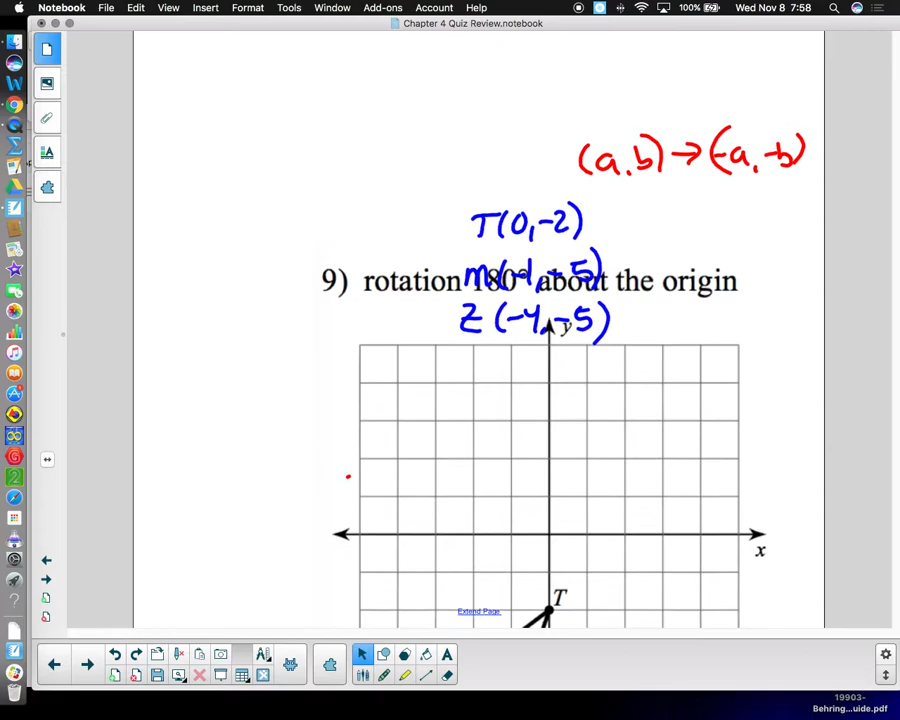 Notebook File Edit View Insert Format Tools Window Add-ons Account Help 100% Wed Nov 8 7:58
Chapter 4 Quiz Review.notebook
(a,b) → (-a,-b)
T(0,-2)
m(-1,-5)
9) rotation 180° about the origin
Z(-4,-5)
y
x
T
Extend Page
19903-
Behring...uide.pdf